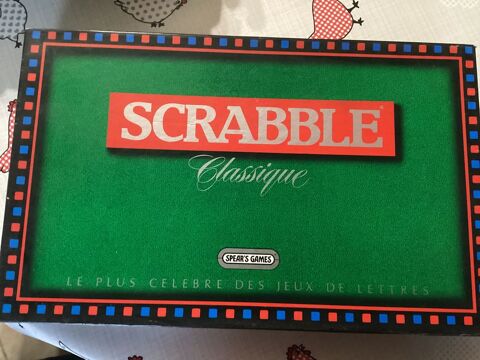 SCRABBLE
Classique
SPEAR'S GAMES
LE PLUS CELEBRE DES JEUX DE LETTRES